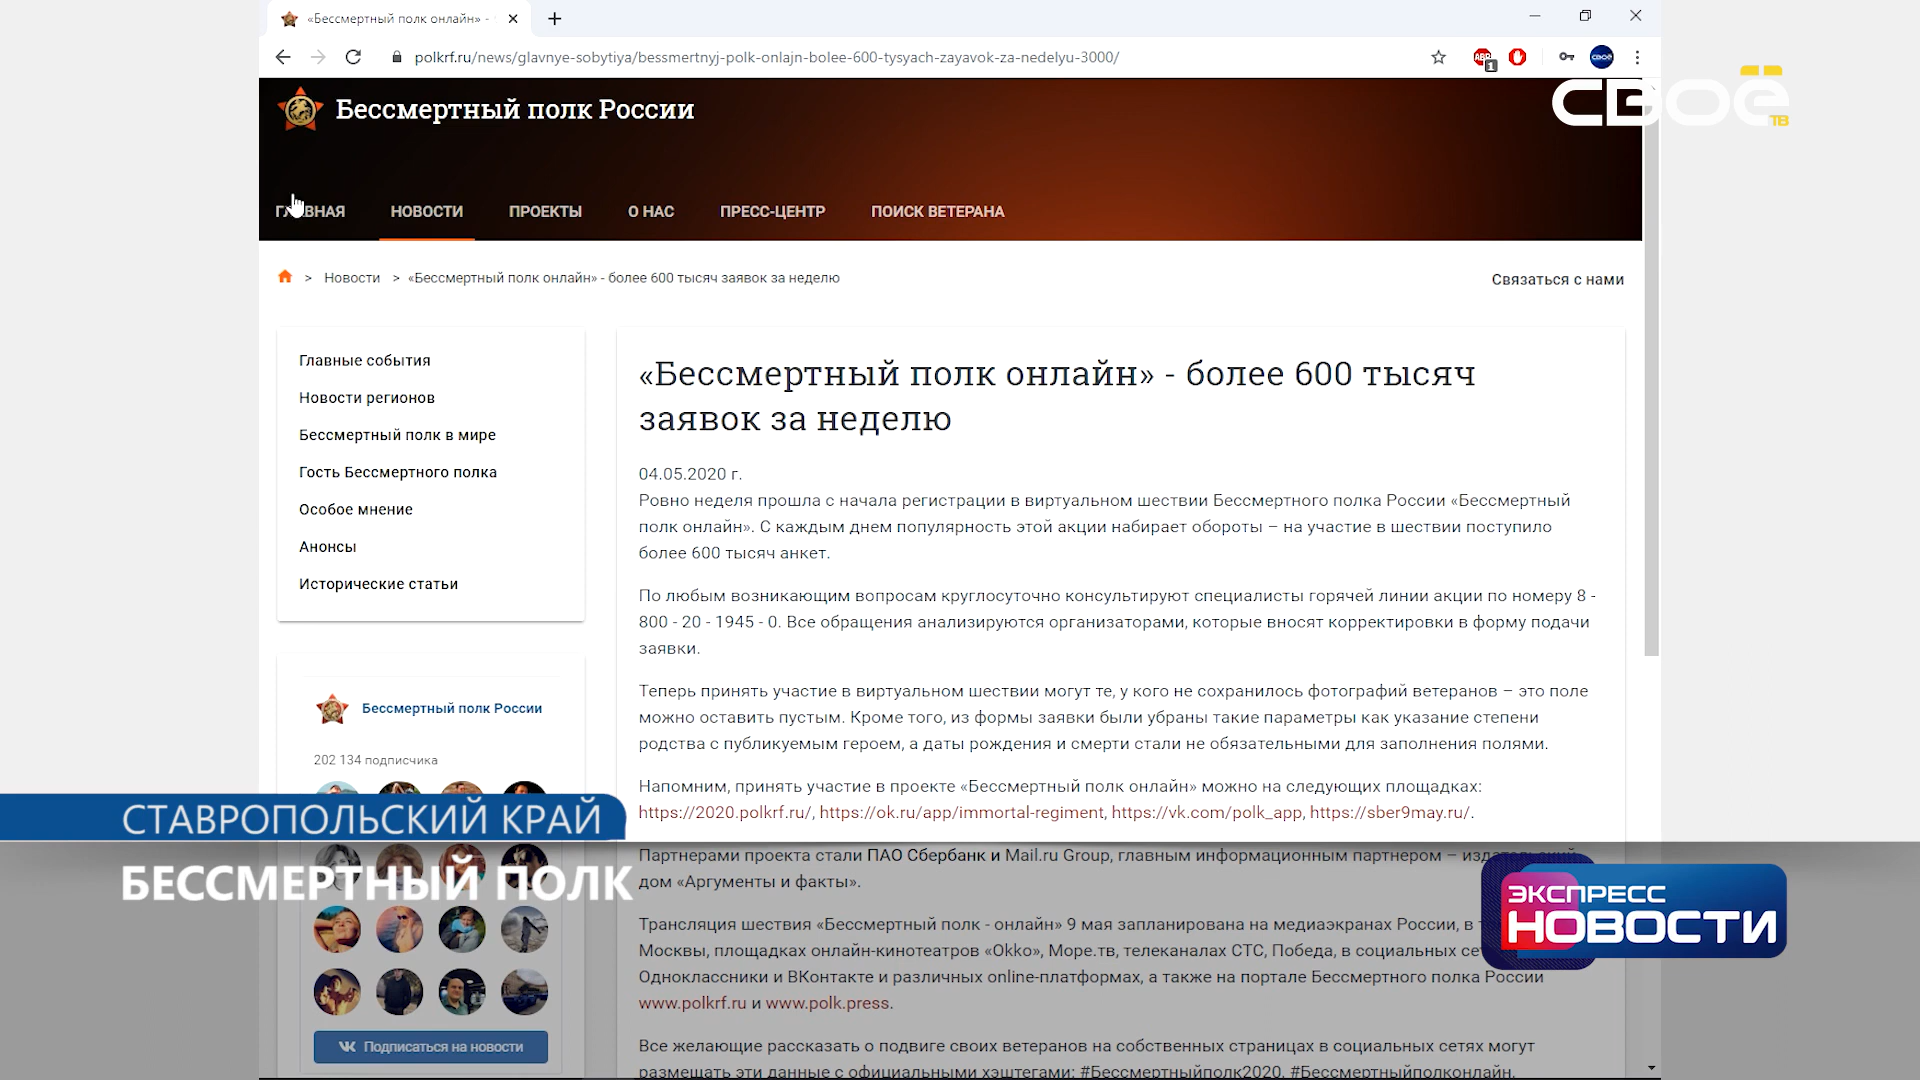 «Бессмертный полк онлайн» -
polkrf.ru/news/glavnye-sobytiya/bessmertnyj-polk-onlajn-bolee-600-tysyach-zayavok-za-nedelyu-3000/
ABP
1
СВОЁ
Бессмертный полк России
СВОЁ
ТВ
ГЛАВНАЯ НОВОСТИ ПРОЕКТЫ О НАС ПРЕСС-ЦЕНТР ПОИСК ВЕТЕРАНА
> Новости > «Бессмертный полк онлайн» - более 600 тысяч заявок за неделю
Связаться с нами
Главные события
Новости регионов
Бессмертный полк в мире
Гость Бессмертного полка
Особое мнение
Анонсы
Исторические статьи
Бессмертный полк России
202 134 подписчика
Подписаться на новости
«Бессмертный полк онлайн» - более 600 тысяч
заявок за неделю
04.05.2020 г.
Ровно неделя прошла с начала регистрации в виртуальном шествии Бессмертного полка России «Бессмертный
полк онлайн». С каждым днем популярность этой акции набирает обороты – на участие в шествии поступило
более 600 тысяч анкет.
По любым возникающим вопросам круглосуточно консультируют специалисты горячей линии акции по номеру 8 -
800 - 20 - 1945 - 0. Все обращения анализируются организаторами, которые вносят корректировки в форму подачи
заявки.
Теперь принять участие в виртуальном шествии могут те, у кого не сохранилось фотографий ветеранов – это поле
можно оставить пустым. Кроме того, из формы заявки были убраны такие параметры как указание степени
родства с публикуемым героем, а даты рождения и смерти стали не обязательными для заполнения полями.
Напомним, принять участие в проекте «Бессмертный полк онлайн» можно на следующих площадках:
https://2020.polkrf.ru/, https://ok.ru/app/immortal-regiment, https://vk.com/polk_app, https://sber9may.ru/.
Партнерами проекта стали ПАО Сбербанк и Mail.ru Group, главным информационным партнером – издательский
дом «Аргументы и факты».
Трансляция шествия «Бессмертный полк - онлайн» 9 мая запланирована на медиаэкранах России, в
Москвы, площадках онлайн-кинотеатров «Okko», Море.тв, телеканалах СТС, Победа, в социальных
Одноклассники и ВКонтакте и различных online-платформах, а также на портале Бессмертного полка России
www.polkrf.ru и www.polk.press.
Все желающие рассказать о подвиге своих ветеранов на собственных страницах в социальных сетях могут
размещать эти данные с официальными хэштегами: #Бессмертныйполк2020, #Бессмертныйполконлайн.
СТАВРОПОЛЬСКИЙ КРАЙ
БЕССМЕРТНЫЙ ПОЛК
ЭКСПРЕСС
НОВОСТИ